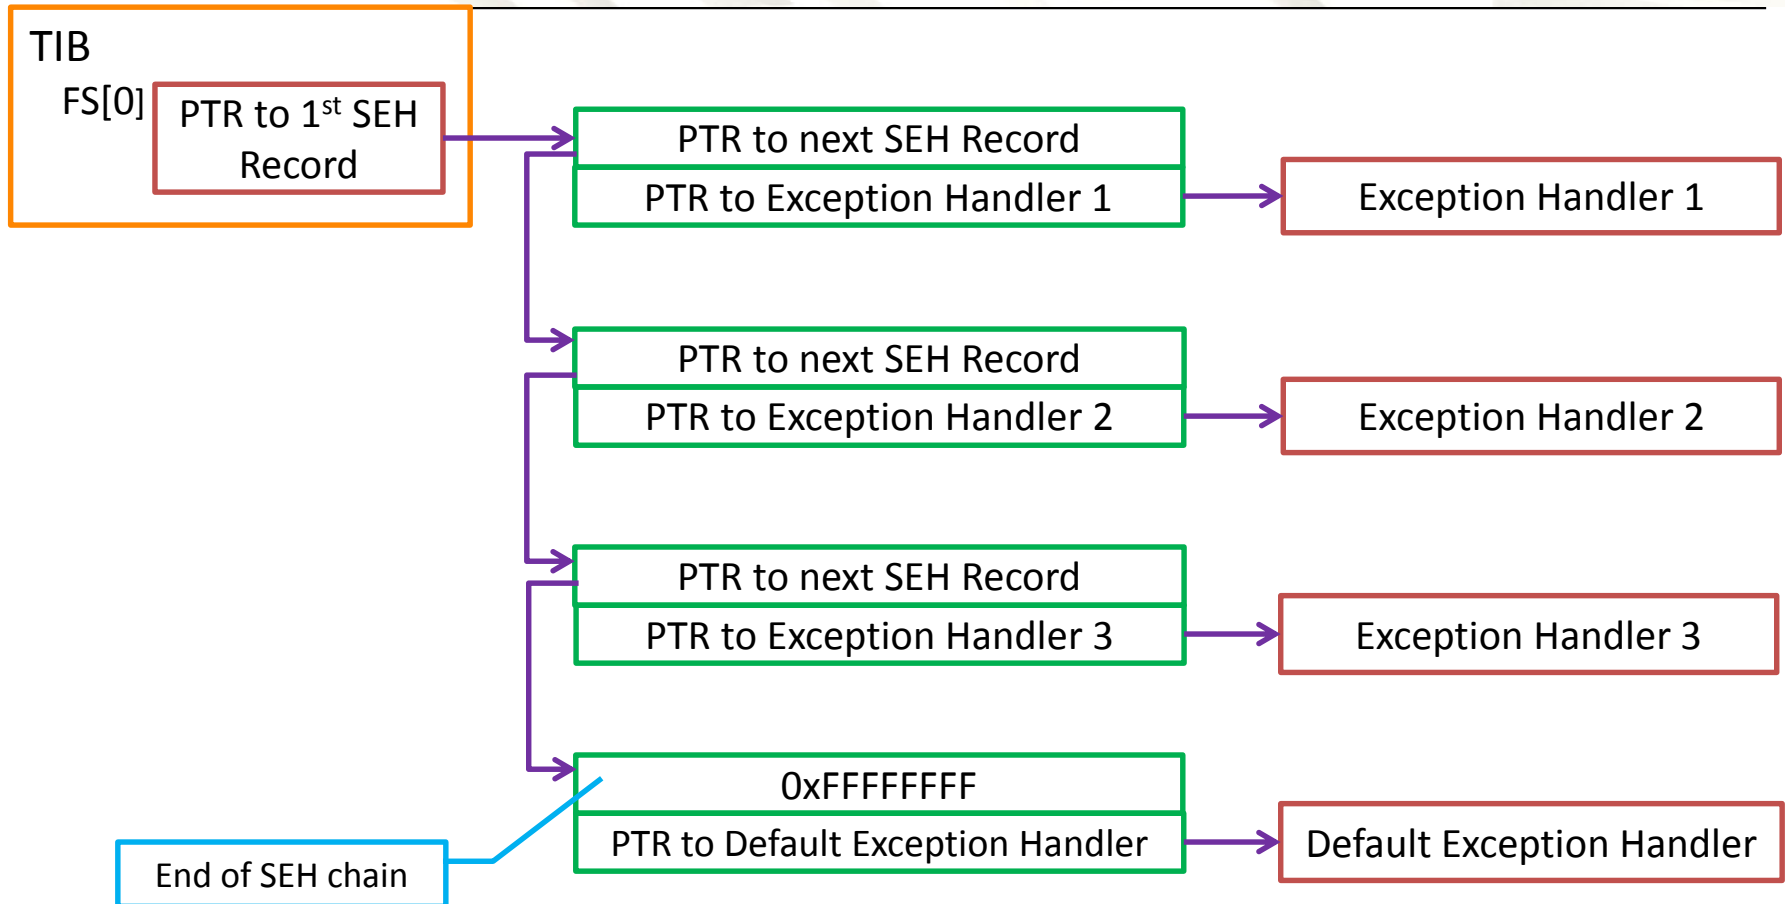 TIB
FS[0]
PTR to 1st SEH
Record
PTR to next SEH Record
PTR to Exception Handler 1
Exception Handler 1
PTR to next SEH Record
PTR to Exception Handler 2
Exception Handler 2
PTR to next SEH Record
PTR to Exception Handler 3
Exception Handler 3
0xFFFFFFFF
PTR to Default Exception Handler
Default Exception Handler
End of SEH chain